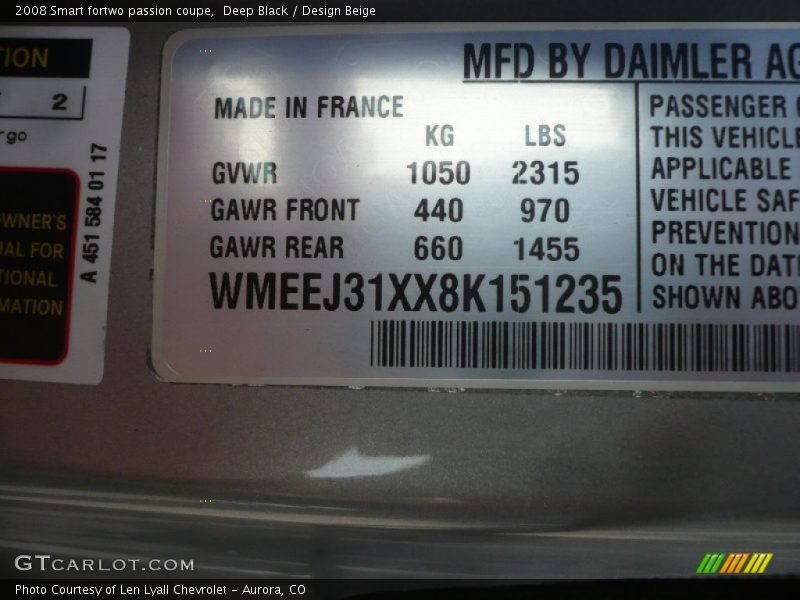 2008 Smart fortwo passion coupe,  Deep Black / Design Beige
TION
2
rgo
A 451 584 01 17
OWNER'S
UAL FOR
TIONAL
MATION
MFD BY DAIMLER AG
MADE IN FRANCE
KG LBS
GVWR 1050 2315
GAWR FRONT 440 970
GAWR REAR 660 1455
WMEEJ31XX8K151235
PASSENGER
THIS VEHICLE
APPLICABLE
VEHICLE SAF
PREVENTION
ON THE DATE
SHOWN ABO
GTCARLOT.COM
Photo Courtesy of Len Lyall Chevrolet – Aurora, CO